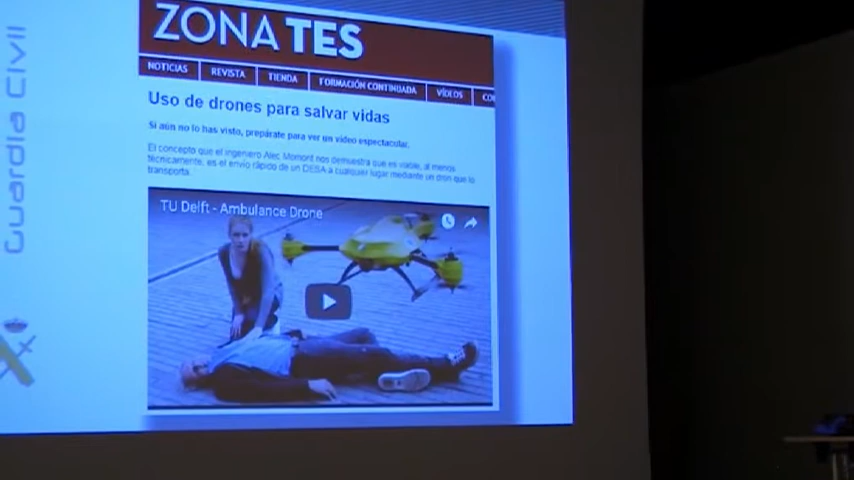 Guardia Civil
ZONATES
NOTICIAS REVISTA TIENDA FORMACIÓN CONTINUADA VÍDEOS CO
Uso de drones para salvar vidas
Si aún no lo has visto, prepárate para ver un vídeo espectacular.
El concepto que el ingeniero Alec Momont nos demuestra que es viable, al menos
técnicamente, es el envío rápido de un DESA a cualquier lugar mediante un dron que lo
transporta.
TU Delft - Ambulance Drone